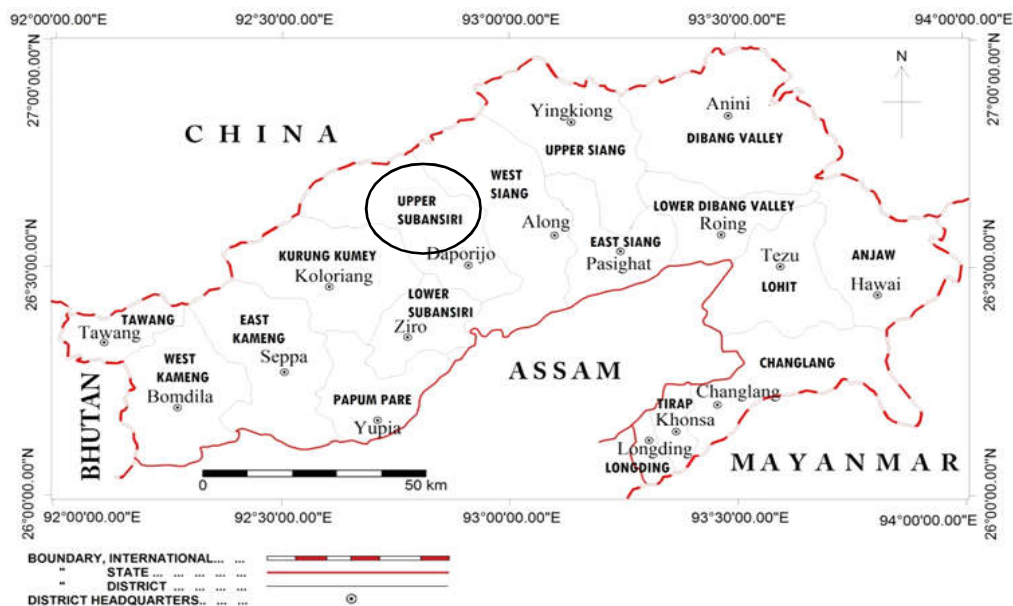 92°00'00.00"E 92°30'00.00"E 93°00'00.00"E 93°30'00.00"E 94°00'00.00"E
27°00'00.00"N
27°00'00.00"N
26°30'00.00"N
26°30'00.00"N
26°00'00.00"N
26°00'00.00"N
N
CHINA
Yingkiong
Anini
UPPER SIANG
DIBANG VALLEY
WEST
SIANG
UPPER
SUBANSIRI
LOWER DIBANG VALLEY
Roing
Along
EAST SIANG
Pasighat
Daporijo
KURUNG KUMEY
Koloriang
Tezu
LOHIT
ANJAW
Hawai
LOWER
SUBANSIRI
Ziro
TAWANG
Tawang
EAST
KAMENG
Seppa
WEST
KAMENG
Bomdila
ASSAM
CHANGLANG
Changlang
PAPUM PARE
Yupia
TIRAP
Khonsa
Longding
LONGDING
BHUTAN
MAYANMAR
0 50 km
92°00'00.00"E 92°30'00.00"E 93°00'00.00"E 93°30'00.00"E 94°00'00.00"E
BOUNDARY, INTERNATIONAL... ... ...
" STATE ... ... ... ... ... ...
" DISTRICT ... ... ... ... ...
DISTRICT HEADQUARTERS.. ... ...